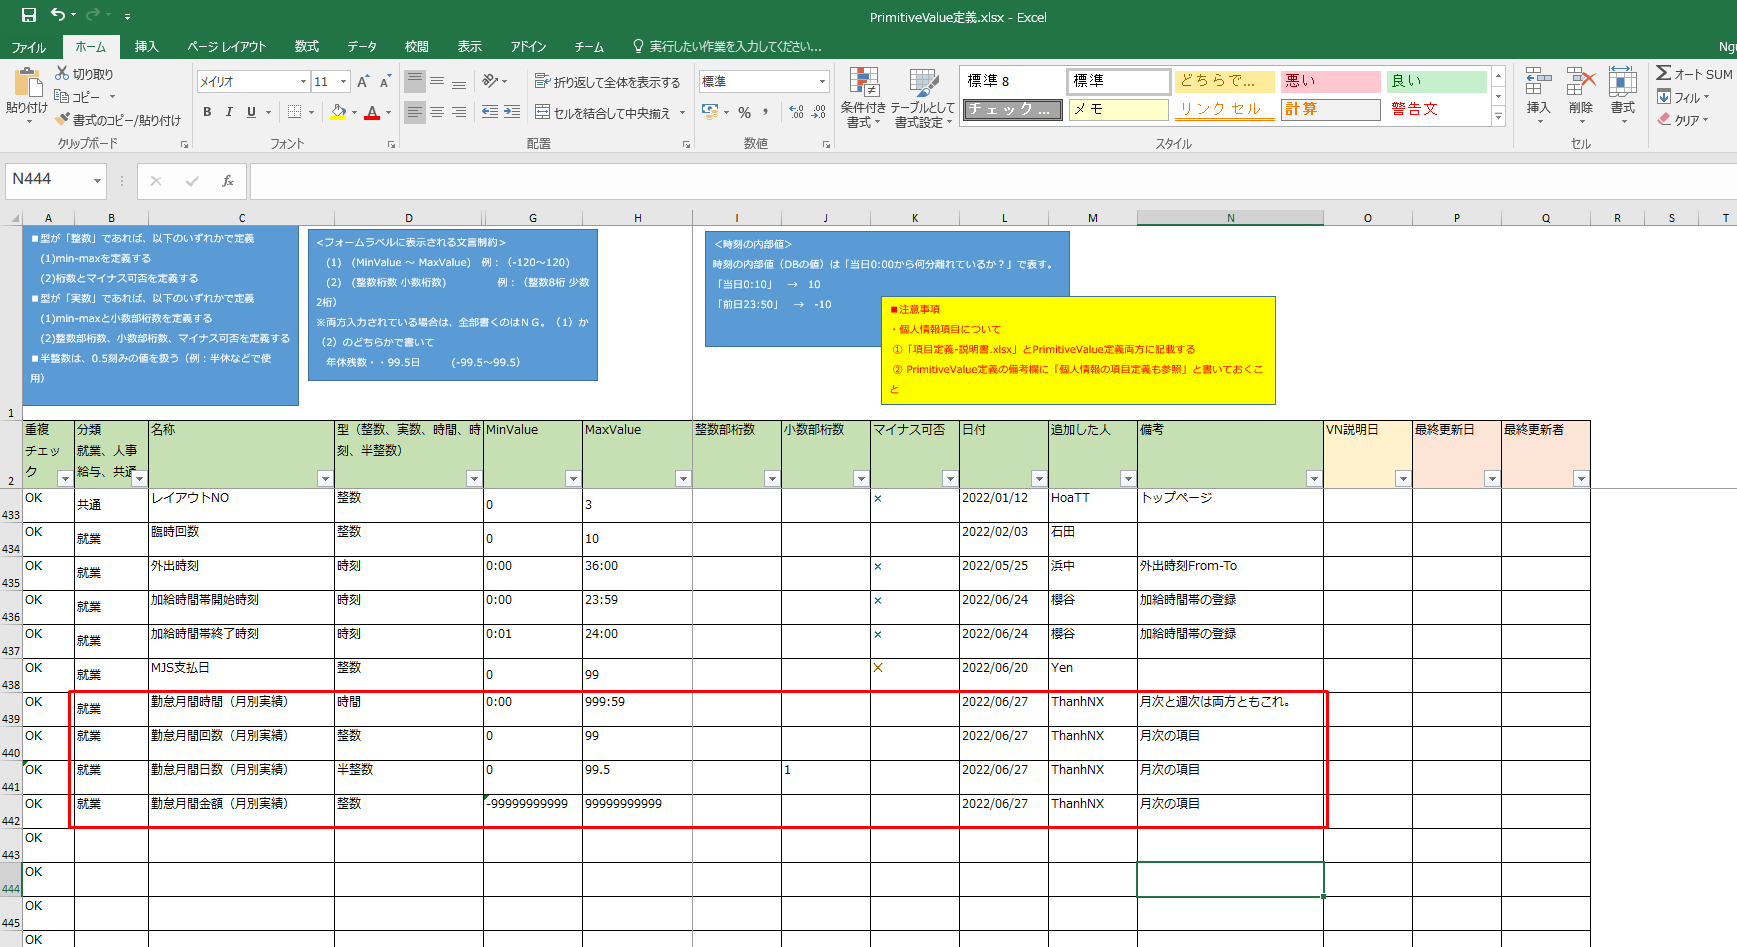 PrimitiveValue定義.xlsx - Excel
ファイル ホーム 挿入 ページ レイアウト 数式 データ 校閲 表示 アドイン チーム 実行したい作業を入力してください... Ngu
貼り付け 切り取り コピー 書式のコピー/貼り付け
メイリオ 11
B I U
折り返して全体を表示する
セルを結合して中央揃え
標準
%
条件付き書式 テーブルとして書式設定
標準 8 標準 どちらで... 悪い 良い
チェック ... メモ リンク セル 計算 警告文
挿入 削除 書式
オート SUM
フィル
クリア
クリップボード フォント 配置 数値 スタイル セル
N444 fx
A B C D G H I J K L M N O P Q R S T
■型が「整数」であれば、以下のいずれかで定義
(1)min-maxを定義する
(2)桁数とマイナス可否を定義する
■型が「実数」であれば、以下のいずれかで定義
(1)min-maxと小数部桁数を定義する
(2)整数部桁数、小数部桁数、マイナス可否を定義する
■半整数は、0.5刻みの値を扱う（例：半休などで使
用）
＜フォームラベルに表示される文言制約＞
(1) (MinValue ～ MaxValue) 例：（-120～120）
(2) (整数桁数 小数桁数) 例：（整数8桁 少数
2桁）
※両方入力されている場合は、全部書くのはＮＧ。（1）か
（2）のどちらかで書いて
年休残数・・99.5日 (-99.5～99.5)
＜時刻の内部値＞
時刻の内部値（DBの値）は「当日0:00から何分離れているか？」で表す。
「当日0:10」 → 10
「前日23:50」 → -10
■注意事項
・個人情報項目について
①「項目定義-説明書.xlsx」とPrimitiveValue定義両方に記載する
② PrimitiveValue定義の備考欄に「個人情報の項目定義も参照」と書いておくこ
と
1
2 重複チェック 分類 就業、人事 給与、共通 名称 型（整数、実数、時間、時刻、半整数） MinValue MaxValue 整数部桁数 小数部桁数 マイナス可否 日付 追加した人 備考 VN説明日 最終更新日 最終更新者
433 OK 共通 レイアウトNO 整数 0 3 × 2022/01/12 HoaTT トップページ
434 OK 就業 臨時回数 整数 0 10 2022/02/03 石田
435 OK 就業 外出時刻 時刻 0:00 36:00 × 2022/05/25 浜中 外出時刻From-To
436 OK 就業 加給時間帯開始時刻 時刻 0:00 23:59 × 2022/06/24 櫻谷 加給時間帯の登録
437 OK 就業 加給時間帯終了時刻 時刻 0:01 24:00 × 2022/06/24 櫻谷 加給時間帯の登録
438 OK 就業 MJS支払日 整数 0 99 × 2022/06/20 Yen
439 OK 就業 勤怠月間時間（月別実績） 時間 0:00 999:59 2022/06/27 ThanhNX 月次と週次は両方ともこれ。
440 OK 就業 勤怠月間回数（月別実績） 整数 0 99 2022/06/27 ThanhNX 月次の項目
441 OK 就業 勤怠月間日数（月別実績） 半整数 0 99.5 1 2022/06/27 ThanhNX 月次の項目
442 OK 就業 勤怠月間金額（月別実績） 整数 -99999999999 99999999999 2022/06/27 ThanhNX 月次の項目
443 OK
444 OK
445 OK
OK